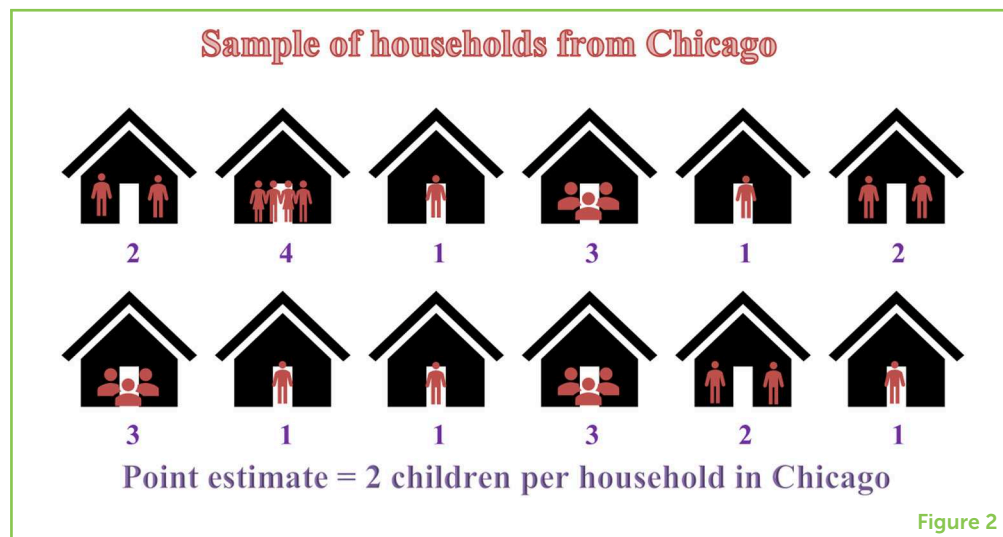 Sample of households from Chicago
2 4 1 3 1 2
3 1 1 3 2 1
Point estimate = 2 children per household in Chicago
Figure 2